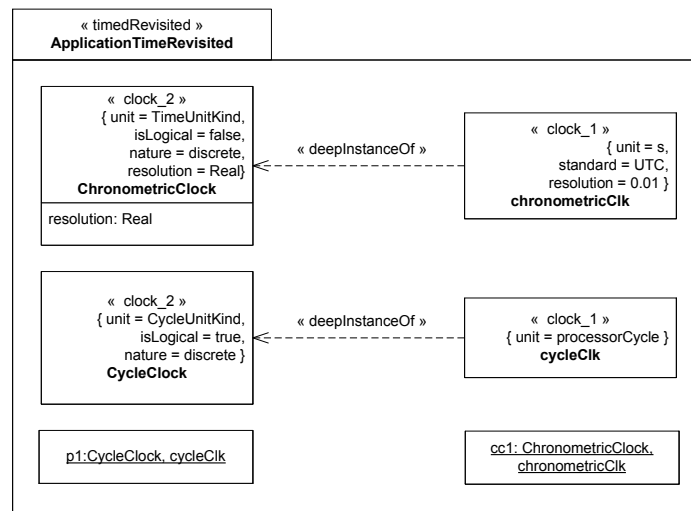 « timedRevisited »
ApplicationTimeRevisited
« clock_2 »
{ unit = TimeUnitKind,
isLogical = false,
nature = discrete,
resolution = Real}
ChronometricClock
resolution: Real
« deepInstanceOf »
« clock_1 »
{ unit = s,
standard = UTC,
resolution = 0.01 }
chronometricClk
« clock_2 »
{ unit = CycleUnitKind,
isLogical = true,
nature = discrete }
CycleClock
« deepInstanceOf »
« clock_1 »
{ unit = processorCycle }
cycleClk
p1:CycleClock, cycleClk
cc1: ChronometricClock,
chronometricClk